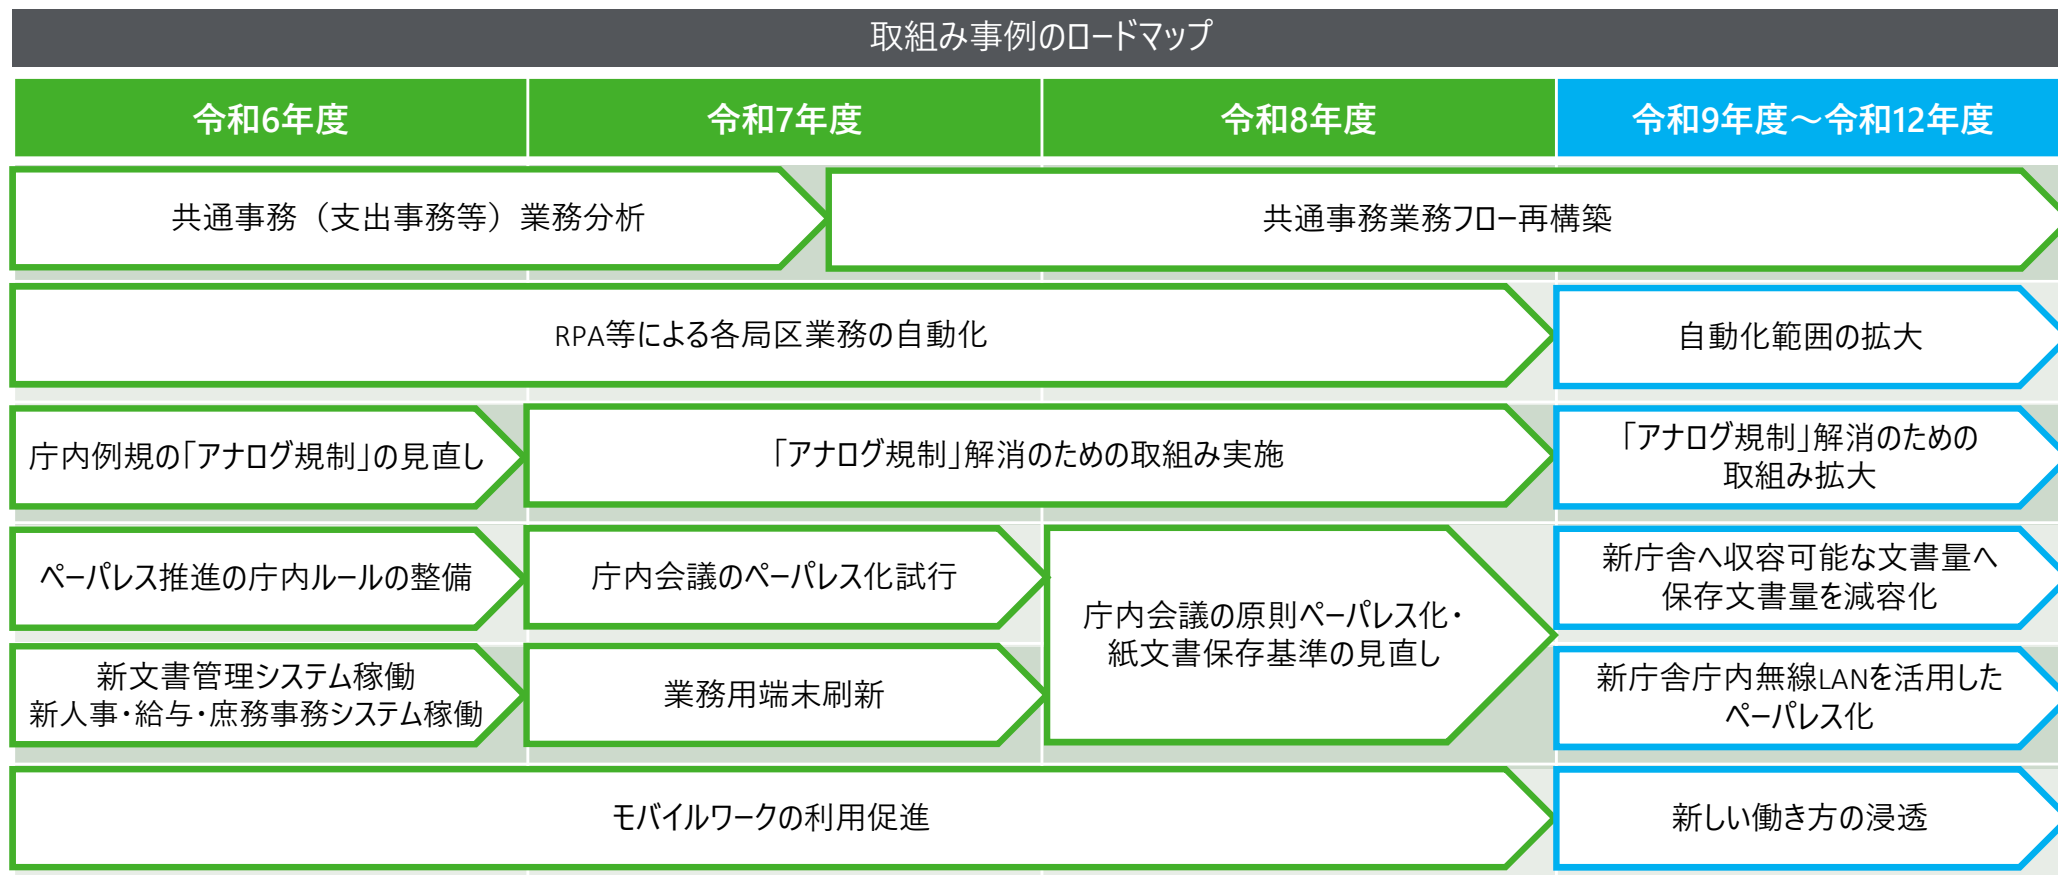 取組み事例のロードマップ
令和6年度
令和7年度
令和8年度
令和9年度～令和12年度
共通事務（支出事務等）業務分析
共通事務業務フロー再構築
RPA等による各局区業務の自動化
自動化範囲の拡大
庁内例規の「アナログ規制」の見直し
「アナログ規制」解消のための取組み実施
「アナログ規制」解消のための
取組み拡大
ペーパレス推進の庁内ルールの整備
庁内会議のペーパレス化試行
庁内会議の原則ペーパレス化・
紙文書保存基準の見直し
新庁舎へ収容可能な文書量へ
保存文書量を減容化
新文書管理システム稼働
新人事・給与・庶務事務システム稼働
業務用端末刷新
新庁舎庁内無線LANを活用した
ペーパレス化
モバイルワークの利用促進
新しい働き方の浸透